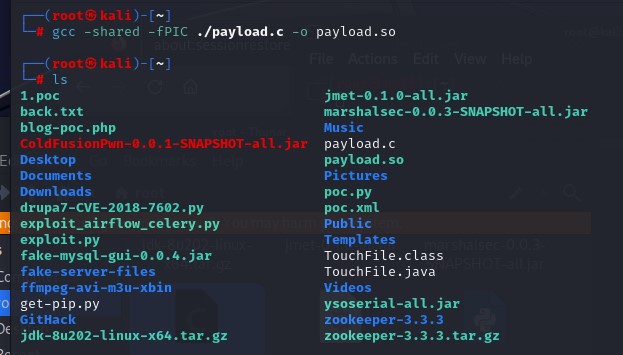 ┌──(root㉿kali)-[~]
└─# gcc -shared -fPIC ./payload.c -o payload.so
┌──(root㉿kali)-[~]
└─# ls
1.poc jmet-0.1.0-all.jar
back.txt marshalsec-0.0.3-SNAPSHOT-all.jar
blog-poc.php Music
ColdFusionPwn-0.0.1-SNAPSHOT-all.jar payload.c
Desktop payload.so
Documents Pictures
Downloads poc.py
drupa7-CVE-2018-7602.py poc.xml
exploit_airflow_celery.py Public
exploit.py Templates
fake-mysql-gui-0.0.4.jar TouchFile.class
fake-server-files TouchFile.java
ffmpeg-avi-m3u-xbin Videos
get-pip.py ysoserial-all.jar
GitHack zookeeper-3.3.3
jdk-8u202-linux-x64.tar.gz zookeeper-3.3.3.tar.gz